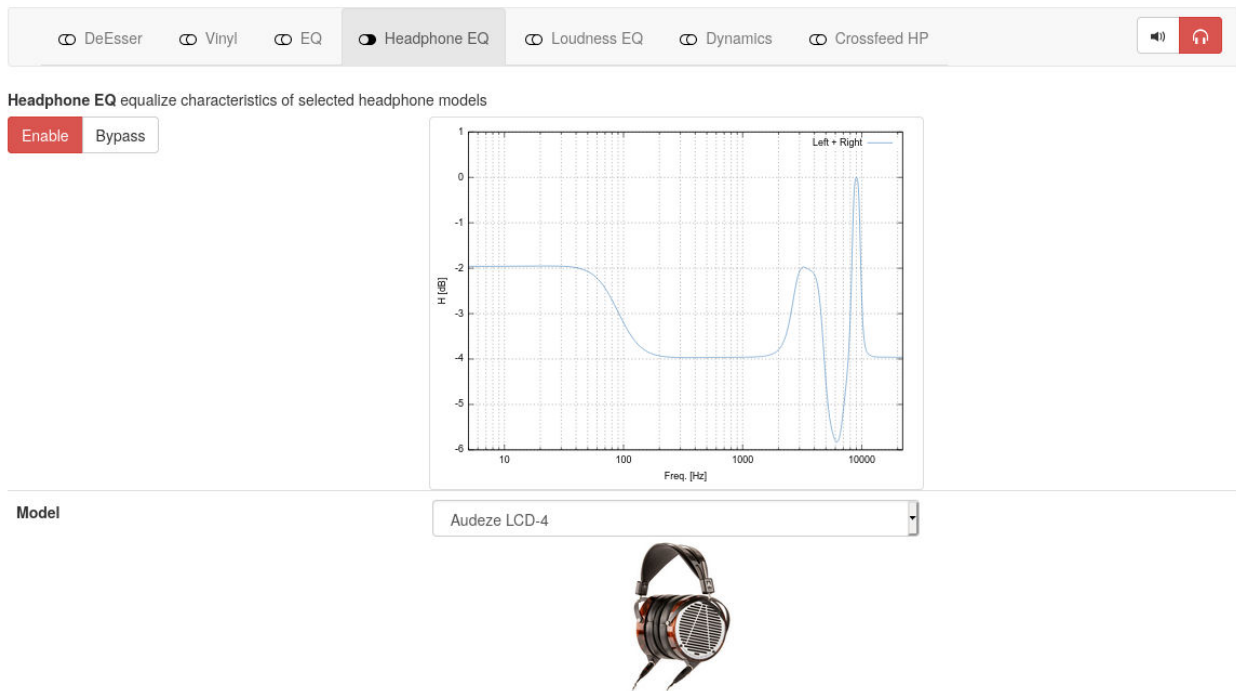 DeEsser Vinyl EQ Headphone EQ Loudness EQ Dynamics Crossfeed HP
Headphone EQ equalize characteristics of selected headphone models
Enable Bypass
Left + Right
1
0
-1
-2
-3
-4
-5
-6
H [dB]
10 100 1000 10000
Freq. [Hz]
Model
Audeze LCD-4